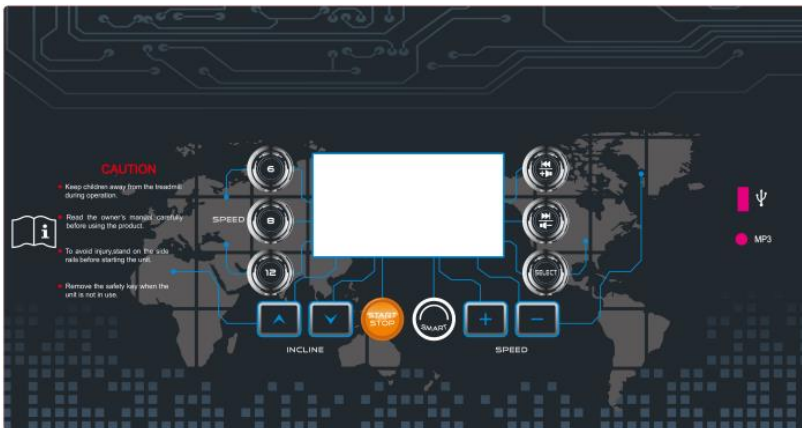 CAUTION
Keep children away from the treadmill
during operation.
Read the owner's manual carefully
before using the product.
To avoid injury,stand on the side
rails before starting the unit.
Remove the safety key when the
unit is not in use.
i
SPEED
6
8
12
SELECT
MP3
START
STOP
SMART
INCLINE
SPEED